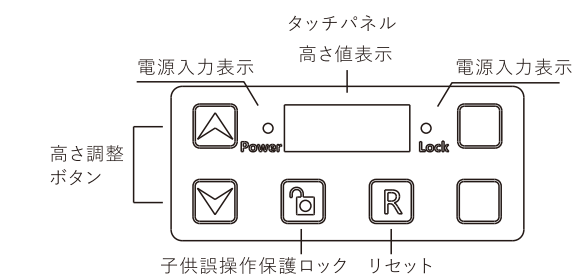 タッチパネル
高さ値表示
電源入力表示
電源入力表示
Power
Lock
高さ調整
ボタン
R
子供誤操作保護ロック
リセット